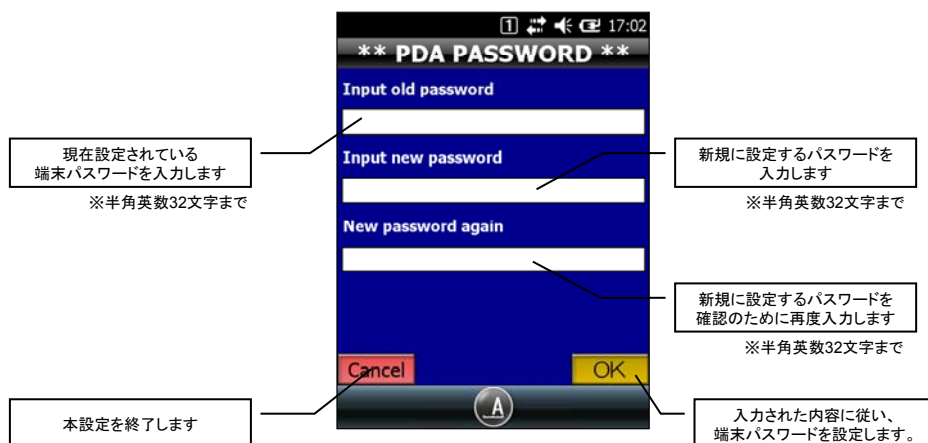 1 17:02
** PDA PASSWORD **
Input old password
現在設定されている
端末パスワードを入力します
※半角英数32文字まで
Input new password
新規に設定するパスワードを
入力します
※半角英数32文字まで
New password again
新規に設定するパスワードを
確認のために再度入力します
※半角英数32文字まで
Cancel
OK
A
本設定を終了します
入力された内容に従い、
端末パスワードを設定します。